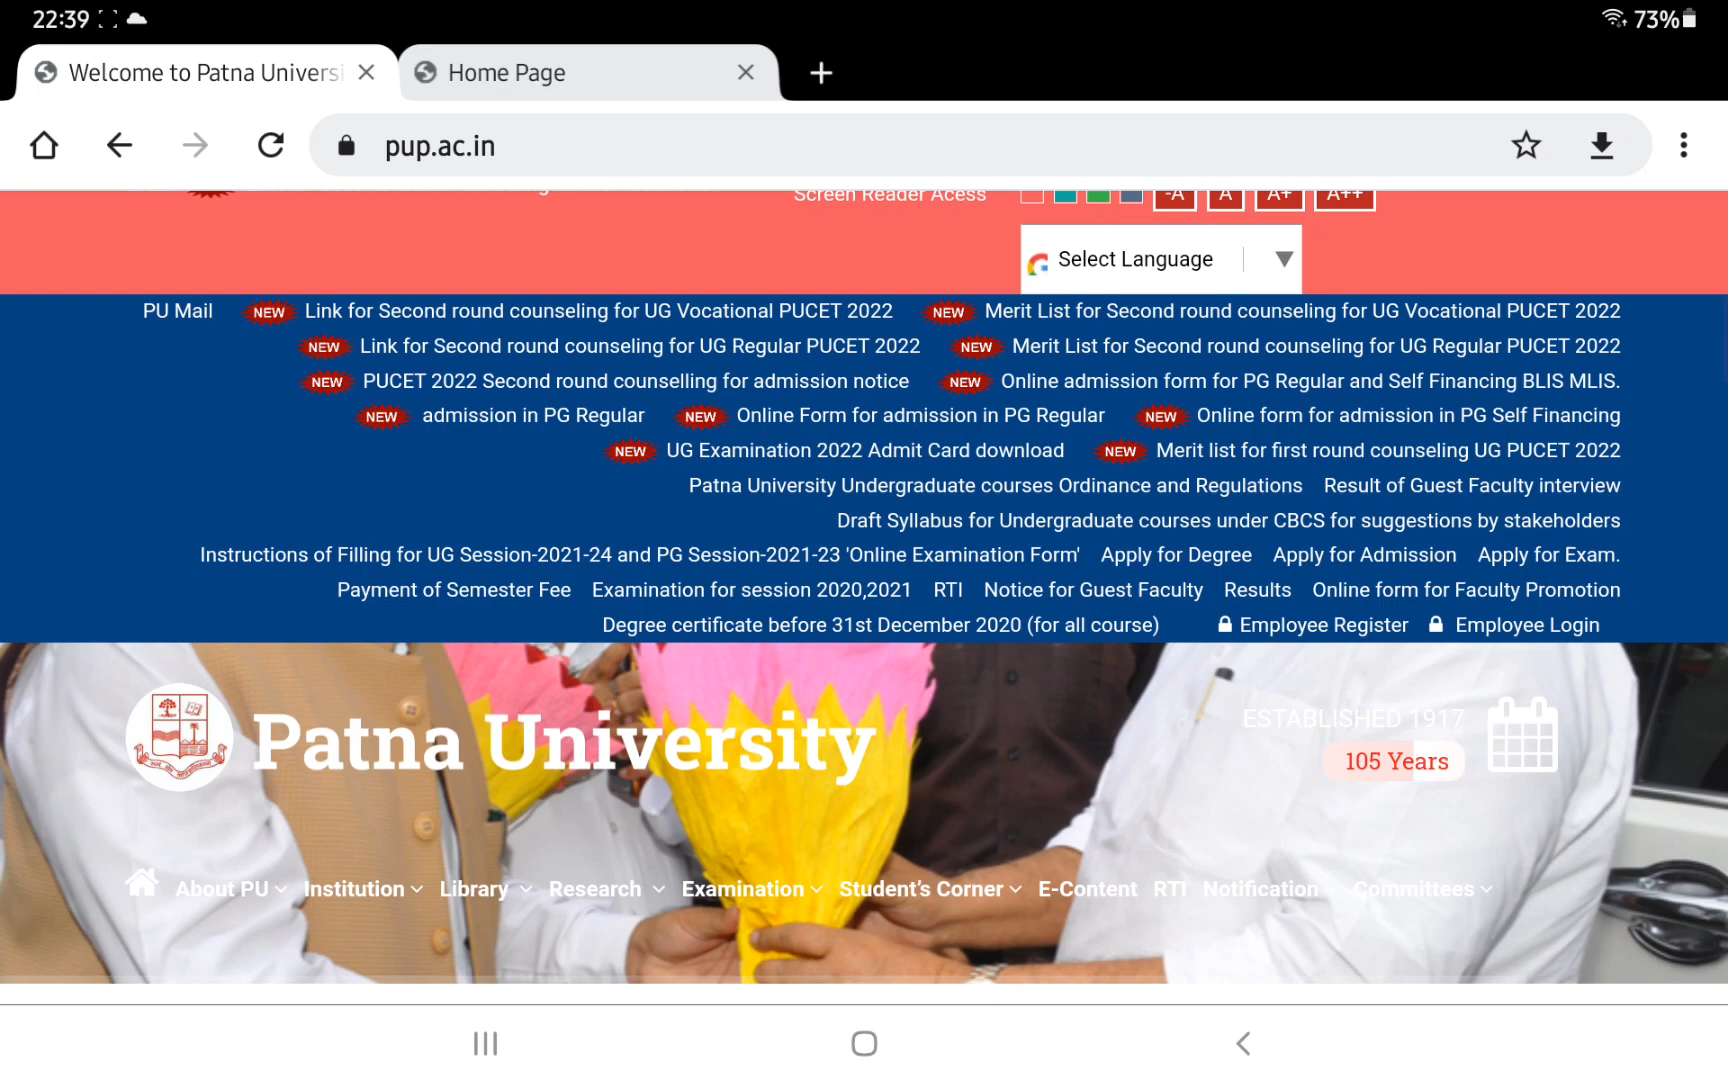 22:39 73%
Welcome to Patna Universi Home Page
pup.ac.in
Screen Reader Acess -A A A+ A++
Select Language
PU Mail NEW Link for Second round counseling for UG Vocational PUCET 2022 NEW Merit List for Second round counseling for UG Vocational PUCET 2022
NEW Link for Second round counseling for UG Regular PUCET 2022 NEW Merit List for Second round counseling for UG Regular PUCET 2022
NEW PUCET 2022 Second round counselling for admission notice NEW Online admission form for PG Regular and Self Financing BLIS MLIS.
NEW admission in PG Regular NEW Online Form for admission in PG Regular NEW Online form for admission in PG Self Financing
NEW UG Examination 2022 Admit Card download NEW Merit list for first round counseling UG PUCET 2022
Patna University Undergraduate courses Ordinance and Regulations Result of Guest Faculty interview
Draft Syllabus for Undergraduate courses under CBCS for suggestions by stakeholders
Instructions of Filling for UG Session-2021-24 and PG Session-2021-23 'Online Examination Form' Apply for Degree Apply for Admission Apply for Exam.
Payment of Semester Fee Examination for session 2020,2021 RTI Notice for Guest Faculty Results Online form for Faculty Promotion
Degree certificate before 31st December 2020 (for all course) Employee Register Employee Login
Patna University
ESTABLISHED 1917
105 Years
About PU Institution Library Research Examination Student's Corner E-Content RTI Notification Committees